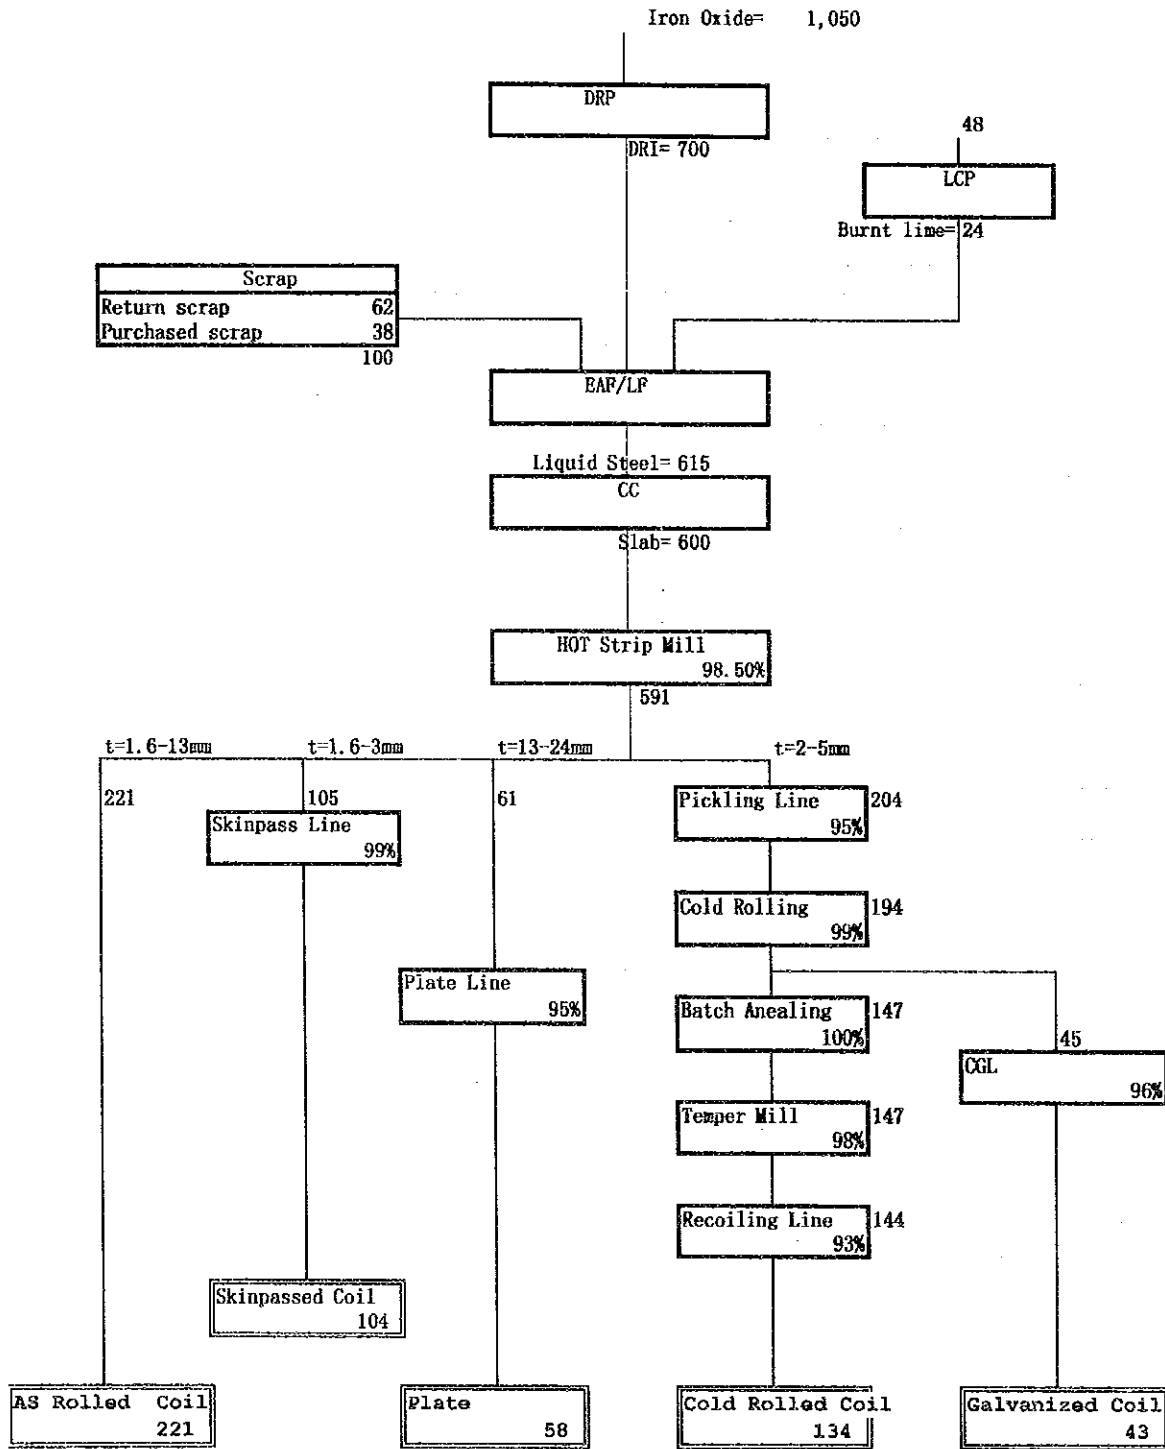 Iron Oxide= 1,050
DRP
DRI= 700
48
LCP
Burnt lime= 24
Scrap
Return scrap 62
Purchased scrap 38
100
EAF/LF
Liquid Steel= 615
CC
Slab= 600
HOT Strip Mill
98.50%
591
t=1.6-13mm t=1.6-3mm t=13-24mm t=2-5mm
221 105 61
Pickling Line 204
95%
Skinpass Line
99%
Cold Rolling 194
99%
Plate Line
95%
Batch Anealing 147
100%
45
CGL
96%
Temper Mill 147
98%
Recoiling Line 144
93%
Skinpassed Coil
104
AS Rolled Coil
221
Plate
58
Cold Rolled Coil
134
Galvanized Coil
43